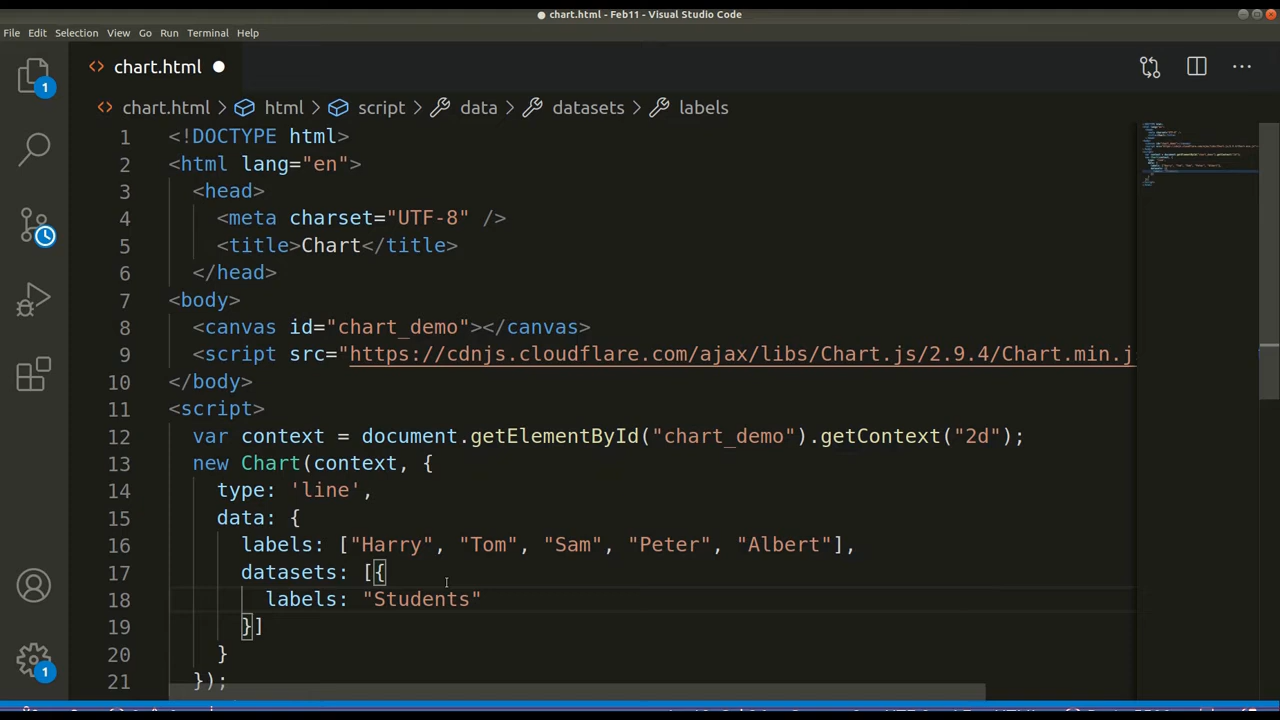 chart.html - Feb11 - Visual Studio Code
File Edit Selection View Go Run Terminal Help
chart.html
chart.html > html > script > data > datasets > labels
1 <!DOCTYPE html>
2 <html lang="en">
3 <head>
4 <meta charset="UTF-8" />
5 <title>Chart</title>
6 </head>
7 <body>
8 <canvas id="chart_demo"></canvas>
9 <script src="https://cdnjs.cloudflare.com/ajax/libs/Chart.js/2.9.4/Chart.min.j
10 </body>
11 <script>
12 var context = document.getElementById("chart_demo").getContext("2d");
13 new Chart(context, {
14 type: 'line',
15 data: {
16 labels: ["Harry", "Tom", "Sam", "Peter", "Albert"],
17 datasets: [{
18 labels: "Students"
19 }]
20 }
21 });
1
1